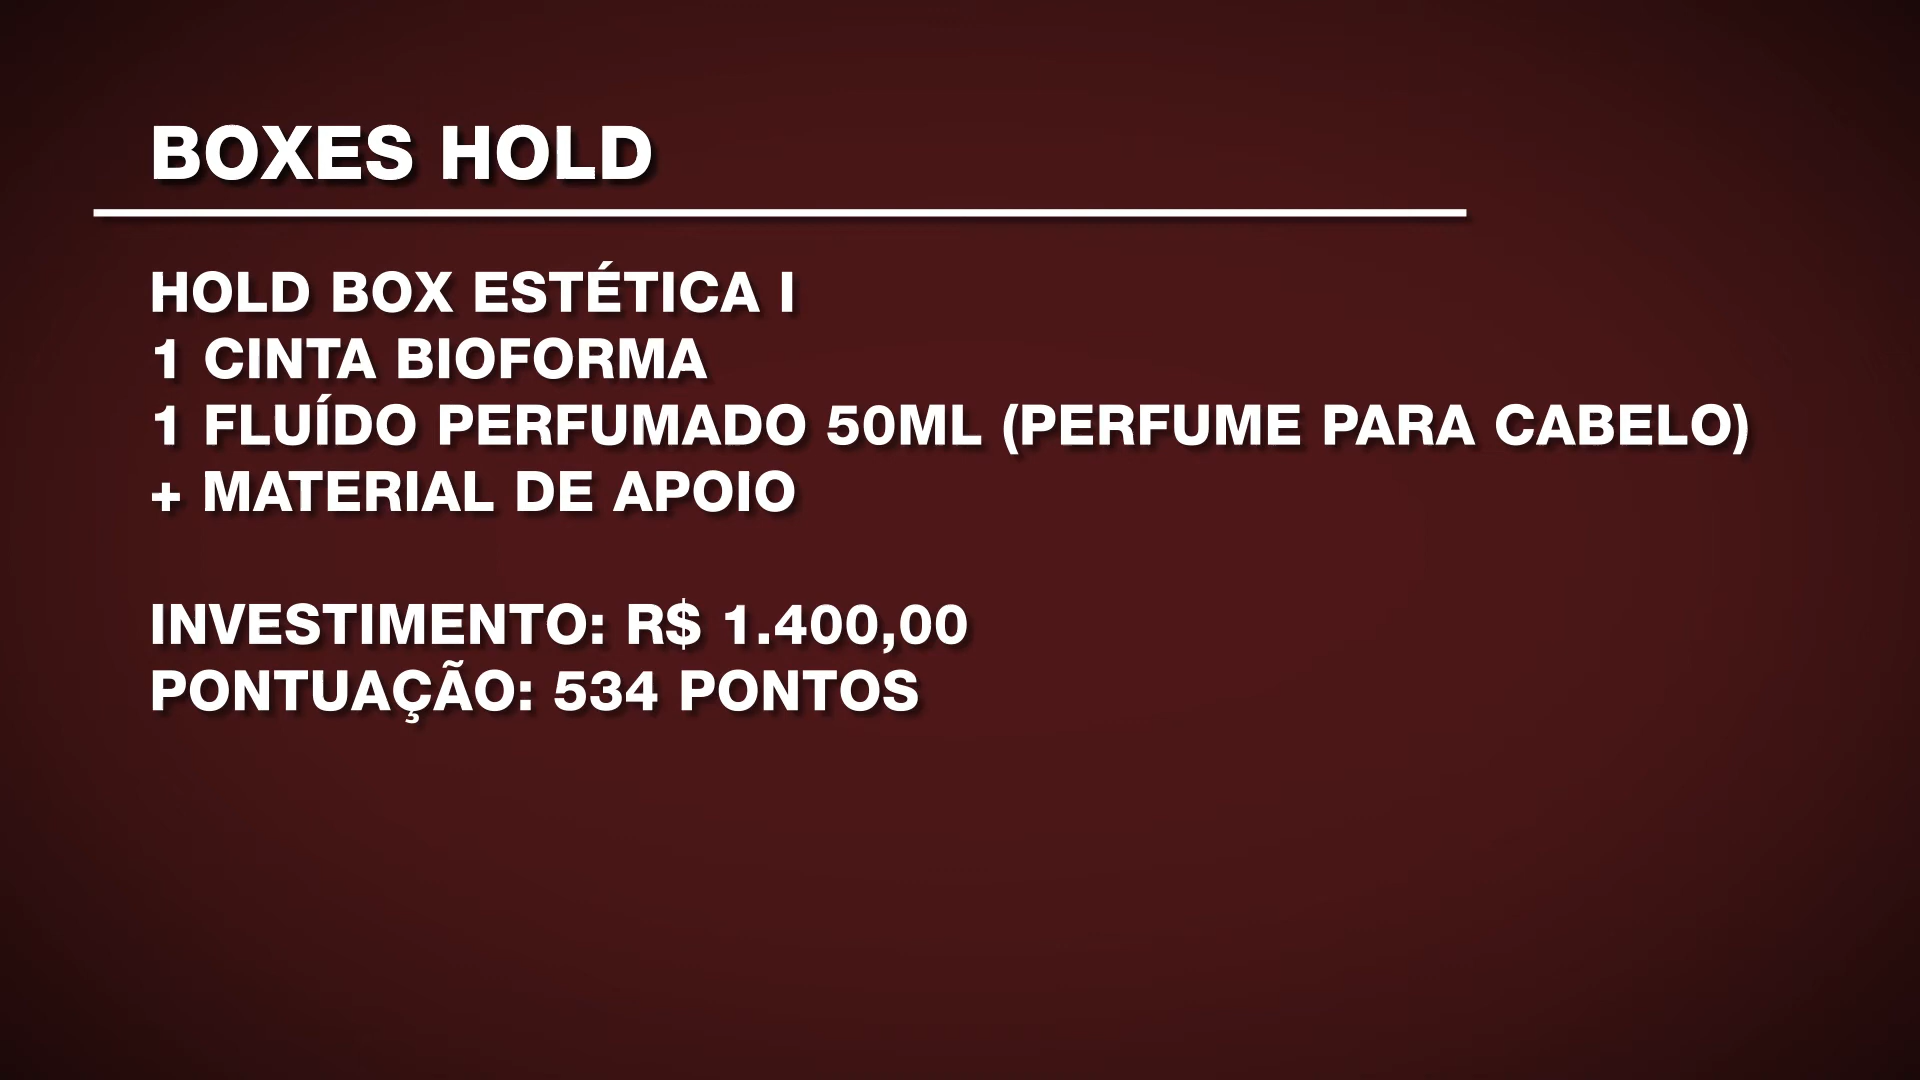 BOXES HOLD
HOLD BOX ESTÉTICA I
1 CINTA BIOFORMA
1 FLUÍDO PERFUMADO 50ML (PERFUME PARA CABELO)
+ MATERIAL DE APOIO
INVESTIMENTO: R$ 1.400,00
PONTUAÇÃO: 534 PONTOS